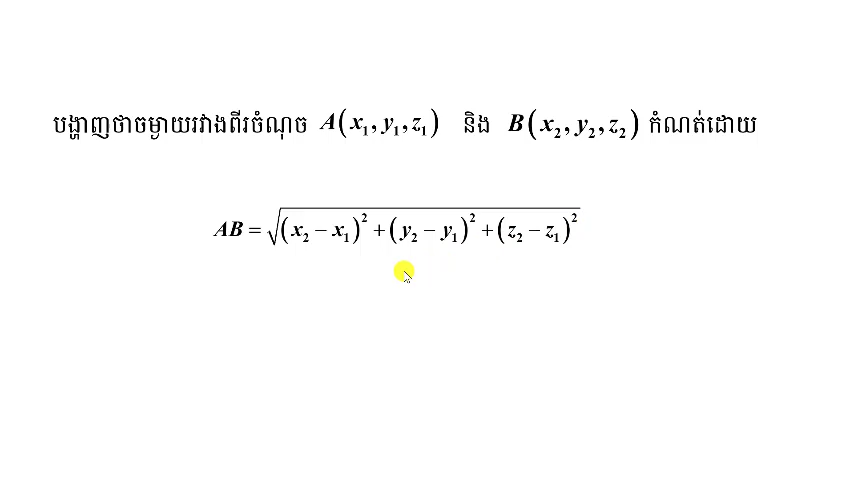 បង្ហាញថាចម្ងាយរវាងពីរចំណុច A(x₁, y₁, z₁) និង B(x₂, y₂, z₂) កំណត់ដោយ
AB = √((x₂ − x₁)² + (y₂ − y₁)² + (z₂ − z₁)²)